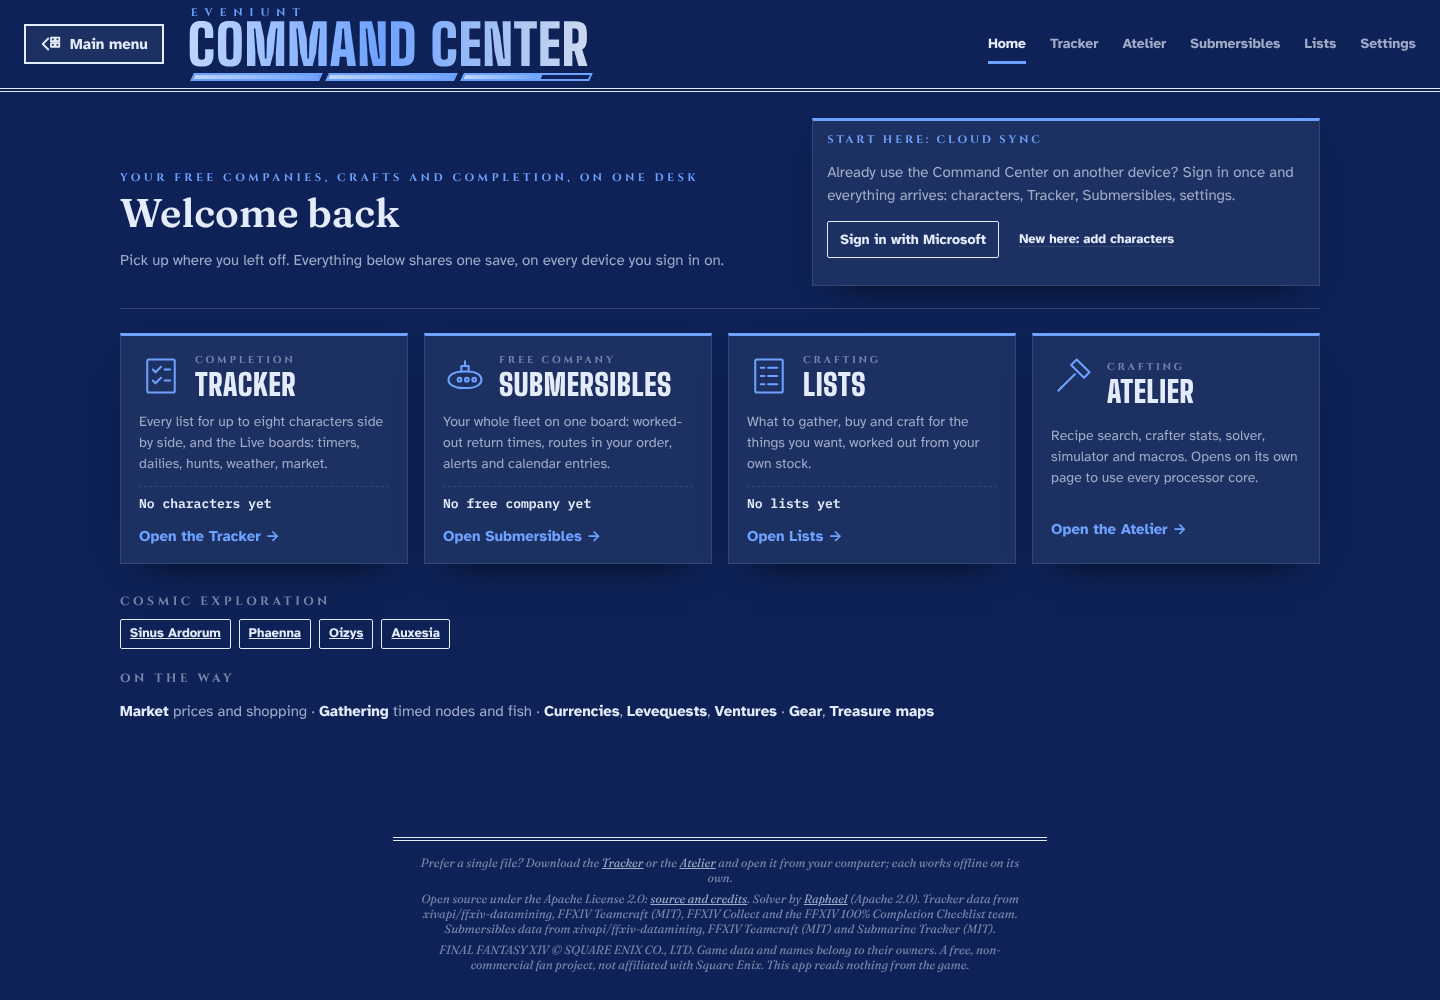 Main menu
EVENIUNT
COMMAND CENTER
Home
Tracker
Atelier
Submersibles
Lists
Settings
YOUR FREE COMPANIES, CRAFTS AND COMPLETION, ON ONE DESK
Welcome back
Pick up where you left off. Everything below shares one save, on every device you sign in on.
START HERE: CLOUD SYNC
Already use the Command Center on another device? Sign in once and
everything arrives: characters, Tracker, Submersibles, settings.
Sign in with Microsoft
New here: add characters
COMPLETION
TRACKER
Every list for up to eight characters side
by side, and the Live boards: timers,
dailies, hunts, weather, market.
No characters yet
Open the Tracker →
FREE COMPANY
SUBMERSIBLES
Your whole fleet on one board: worked-
out return times, routes in your order,
alerts and calendar entries.
No free company yet
Open Submersibles →
CRAFTING
LISTS
What to gather, buy and craft for the
things you want, worked out from your
own stock.
No lists yet
Open Lists →
CRAFTING
ATELIER
Recipe search, crafter stats, solver,
simulator and macros. Opens on its own
page to use every processor core.
Open the Atelier →
COSMIC EXPLORATION
Sinus Ardorum
Phaenna
Oizys
Auxesia
ON THE WAY
Market prices and shopping · Gathering timed nodes and fish · Currencies, Levequests, Ventures · Gear, Treasure maps
Prefer a single file? Download the Tracker or the Atelier and open it from your computer; each works offline on its
own.
Open source under the Apache License 2.0: source and credits. Solver by Raphael (Apache 2.0). Tracker data from
xivapi/ffxiv-datamining, FFXIV Teamcraft (MIT), FFXIV Collect and the FFXIV 100% Completion Checklist team.
Submersibles data from xivapi/ffxiv-datamining, FFXIV Teamcraft (MIT) and Submarine Tracker (MIT).
FINAL FANTASY XIV © SQUARE ENIX CO., LTD. Game data and names belong to their owners. A free, non-
commercial fan project, not affiliated with Square Enix. This app reads nothing from the game.